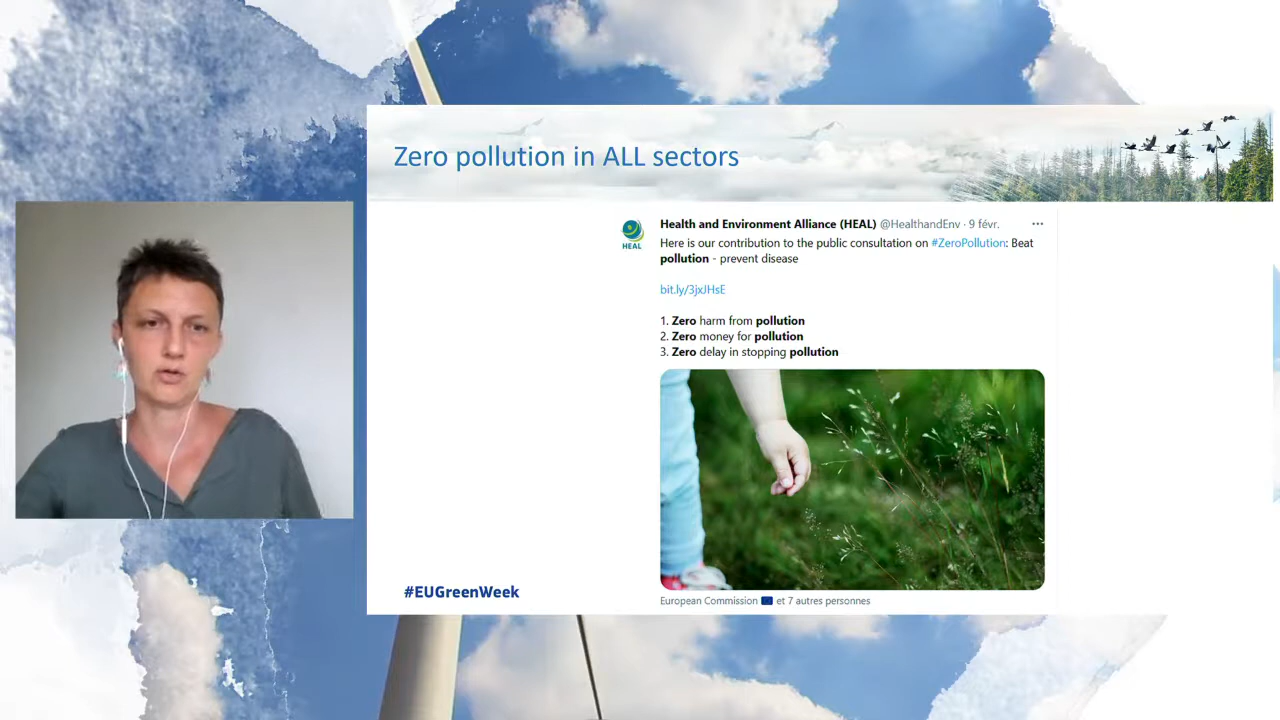 Zero pollution in ALL sectors
Health and Environment Alliance (HEAL) @HealthandEnv · 9 févr.
HEAL
Here is our contribution to the public consultation on #ZeroPollution: Beat
pollution - prevent disease
bit.ly/3jxJHsE
1. Zero harm from pollution
2. Zero money for pollution
3. Zero delay in stopping pollution
European Commission et 7 autres personnes
#EUGreenWeek